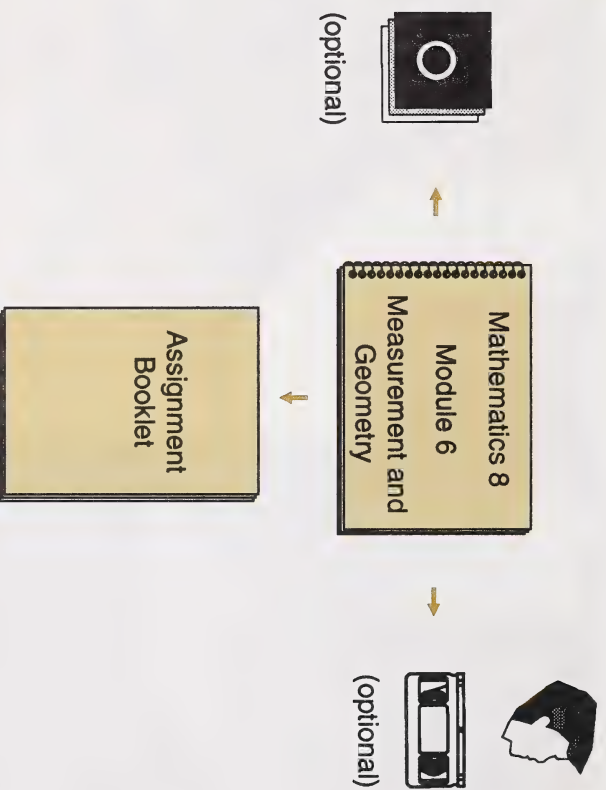 Mathematics 8
Module 6
Measurement and
Geometry
(optional)
(optional)
Assignment
Booklet